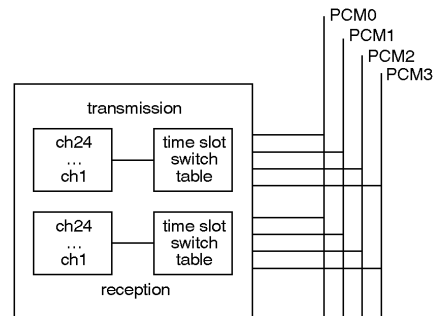 PCM0
PCM1
PCM2
PCM3
transmission
ch24
...
ch1
time slot
switch
table
ch24
...
ch1
time slot
switch
table
reception